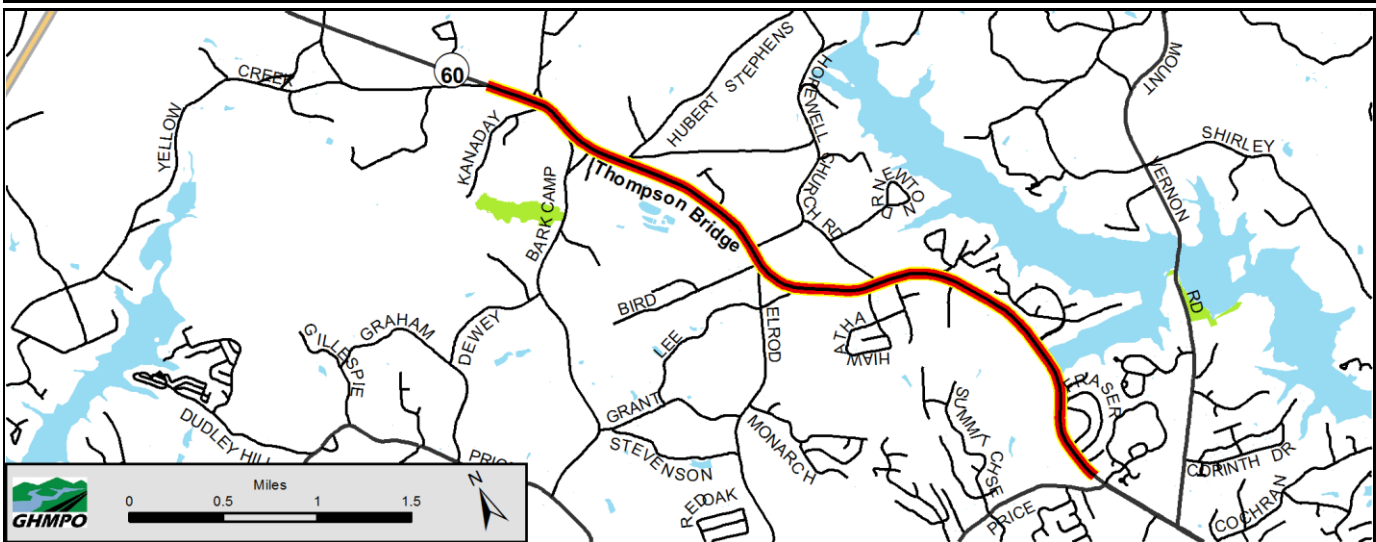 60
CREEK
YELLOW
KANADAY
BARK CAMP
HUBERT STEPHENS
HOPEWELL CHURCH RD
NEWTON DR
MOUNT VERNON RD
SHIRLEY
Thompson Bridge
BIRD
LEE
ELROD
HIAWATHA
GILLESPIE
GRAHAM
DEWEY
GRANT
STEVENSON
MONARCH
RED OAK
SUMMIT CHSE
FRASER
PRICE
CORINTH DR
COCHRAN
DUDLEY HILL
GHMPO
Miles
0 0.5 1 1.5
N